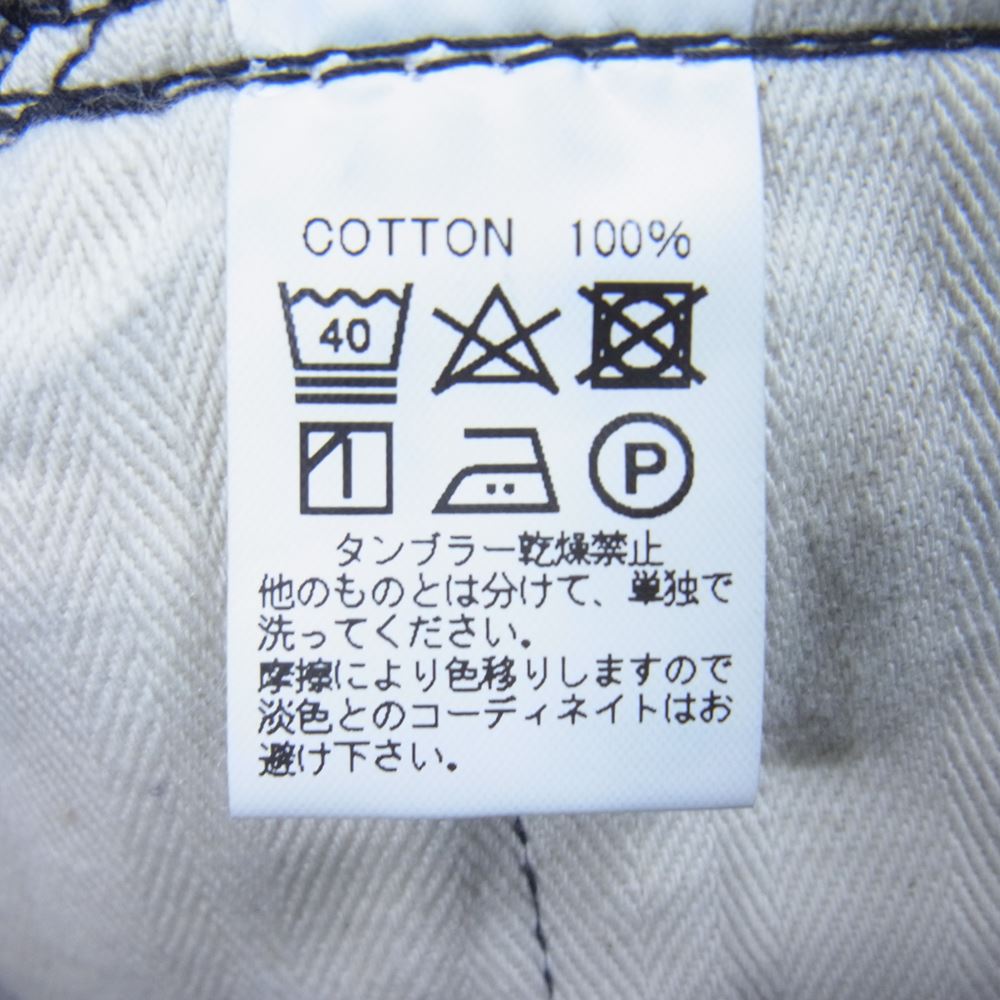 COTTON 100%
40
P
タンブラー乾燥禁止
他のものとは分けて、単独で
洗ってください。
摩擦により色移りしますので
淡色とのコーディネイトはお
避け下さい。